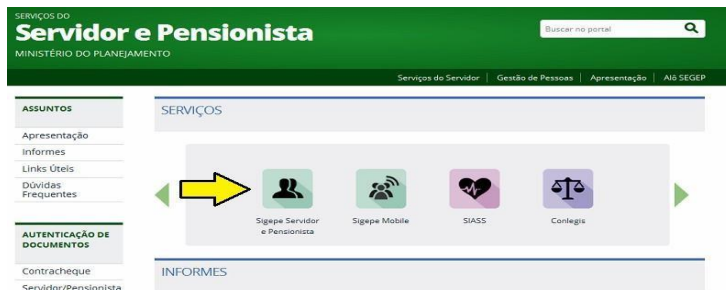 SERVIÇOS DO
Servidor e Pensionista
MINISTÉRIO DO PLANEJAMENTO
Buscar no portal
Serviços do Servidor | Gestão de Pessoas | Apresentação | Alô SEGEP
ASSUNTOS
Apresentação
Informes
Links Úteis
Dúvidas
Frequentes
AUTENTICAÇÃO DE
DOCUMENTOS
Contracheque
Servidor/Pensionista
SERVIÇOS
Sigepe Servidor
e Pensionista
Sigepe Mobile
SIASS
Conlegis
INFORMES